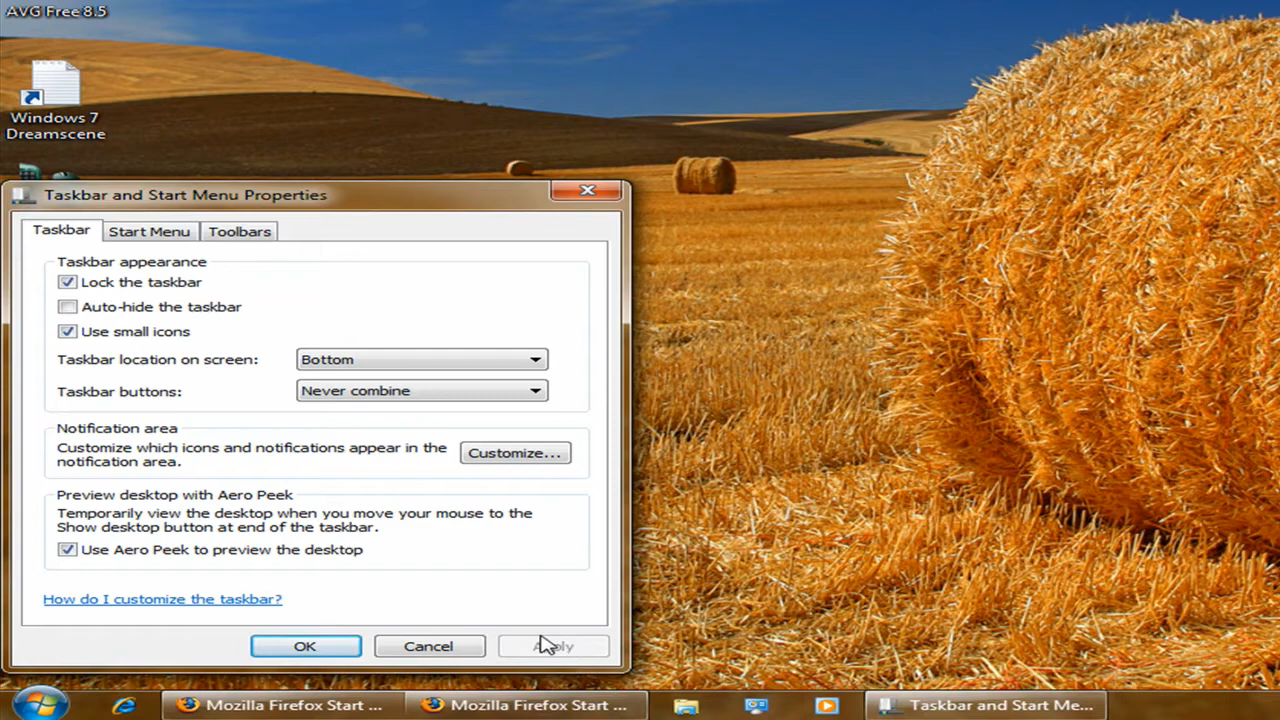 AVG Free 8.5
Windows 7
Dreamscene
Taskbar and Start Menu Properties
Taskbar
Start Menu
Toolbars
Taskbar appearance
Lock the taskbar
Auto-hide the taskbar
Use small icons
Taskbar location on screen:
Bottom
Taskbar buttons:
Never combine
Notification area
Customize which icons and notifications appear in the
notification area.
Customize...
Preview desktop with Aero Peek
Temporarily view the desktop when you move your mouse to the
Show desktop button at end of the taskbar.
Use Aero Peek to preview the desktop
How do I customize the taskbar?
OK
Cancel
Apply
Mozilla Firefox Start ...
Mozilla Firefox Start ...
Taskbar and Start Me...